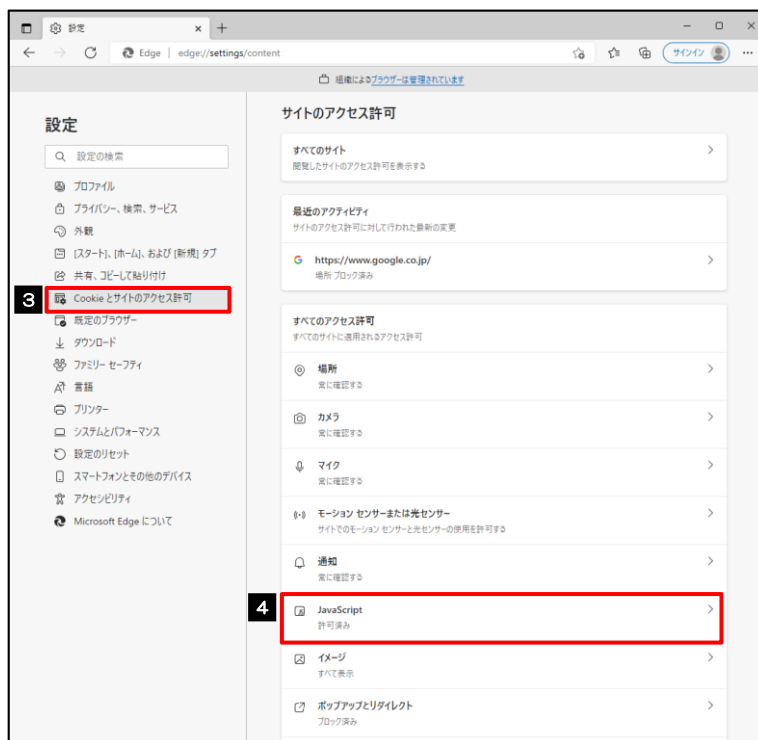 設定
Edge
edge://settings/content
サインイン
組織によるブラウザーは管理されています
設定
設定の検索
プロファイル
プライバシー、検索、サービス
外観
[スタート]、[ホーム]、および [新規] タブ
共有、コピーして貼り付け
3
Cookie とサイトのアクセス許可
既定のブラウザー
ダウンロード
ファミリー セーフティ
言語
プリンター
システムとパフォーマンス
設定のリセット
スマートフォンとその他のデバイス
アクセシビリティ
Microsoft Edge について
サイトのアクセス許可
すべてのサイト
閲覧したサイトのアクセス許可を表示する
最近のアクティビティ
サイトのアクセス許可に対して行われた最新の変更
https://www.google.co.jp/
場所 ブロック済み
すべてのアクセス許可
すべてのサイトに適用されるアクセス許可
場所
常に確認する
カメラ
常に確認する
マイク
常に確認する
モーション センサーまたは光センサー
サイトでのモーション センサーと光センサーの使用を許可する
通知
常に確認する
4
JavaScript
許可済み
イメージ
すべて表示
ポップアップとリダイレクト
ブロック済み